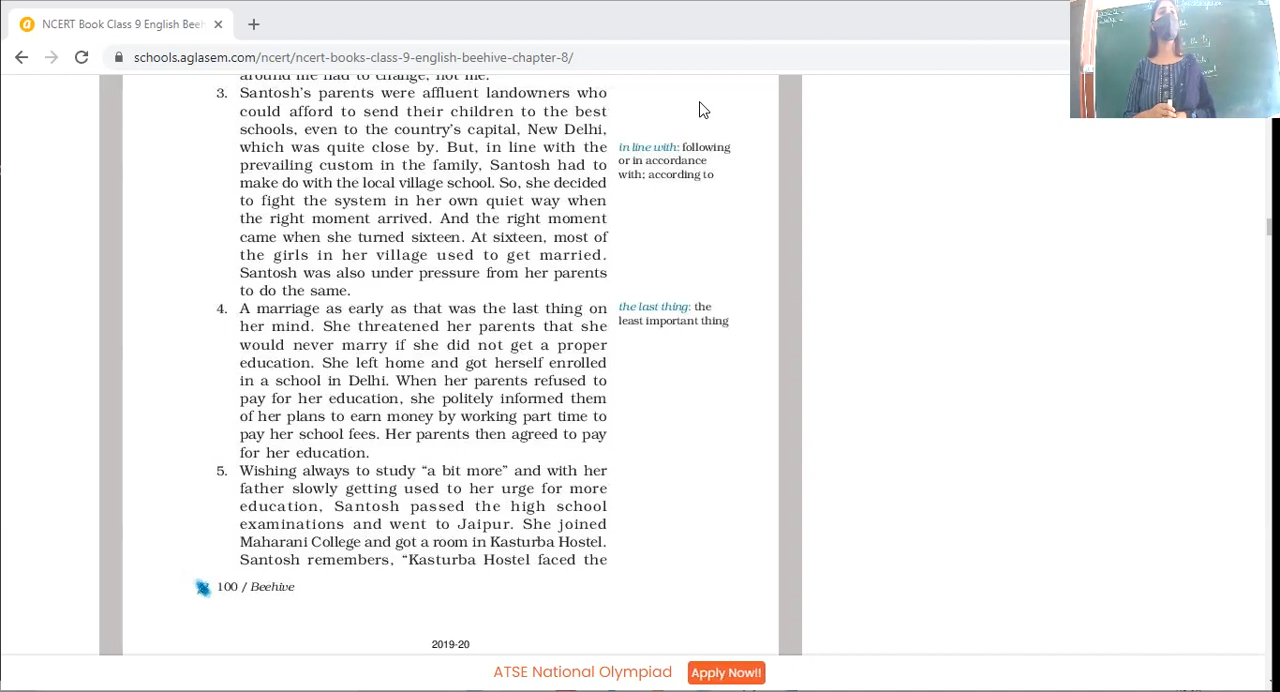 NCERT Book Class 9 English Beeh
schools.aglasem.com/ncert/ncert-books-class-9-english-beehive-chapter-8/
around me had to change, not me.
3. Santosh's parents were affluent landowners who
could afford to send their children to the best
schools, even to the country's capital, New Delhi,
which was quite close by. But, in line with the
prevailing custom in the family, Santosh had to
make do with the local village school. So, she decided
to fight the system in her own quiet way when
the right moment arrived. And the right moment
came when she turned sixteen. At sixteen, most of
the girls in her village used to get married.
Santosh was also under pressure from her parents
to do the same.
in line with: following
or in accordance
with; according to
4. A marriage as early as that was the last thing on
her mind. She threatened her parents that she
would never marry if she did not get a proper
education. She left home and got herself enrolled
in a school in Delhi. When her parents refused to
pay for her education, she politely informed them
of her plans to earn money by working part time to
pay her school fees. Her parents then agreed to pay
for her education.
the last thing: the
least important thing
5. Wishing always to study “a bit more” and with her
father slowly getting used to her urge for more
education, Santosh passed the high school
examinations and went to Jaipur. She joined
Maharani College and got a room in Kasturba Hostel.
Santosh remembers, “Kasturba Hostel faced the
100 / Beehive
2019-20
ATSE National Olympiad
Apply Now!!